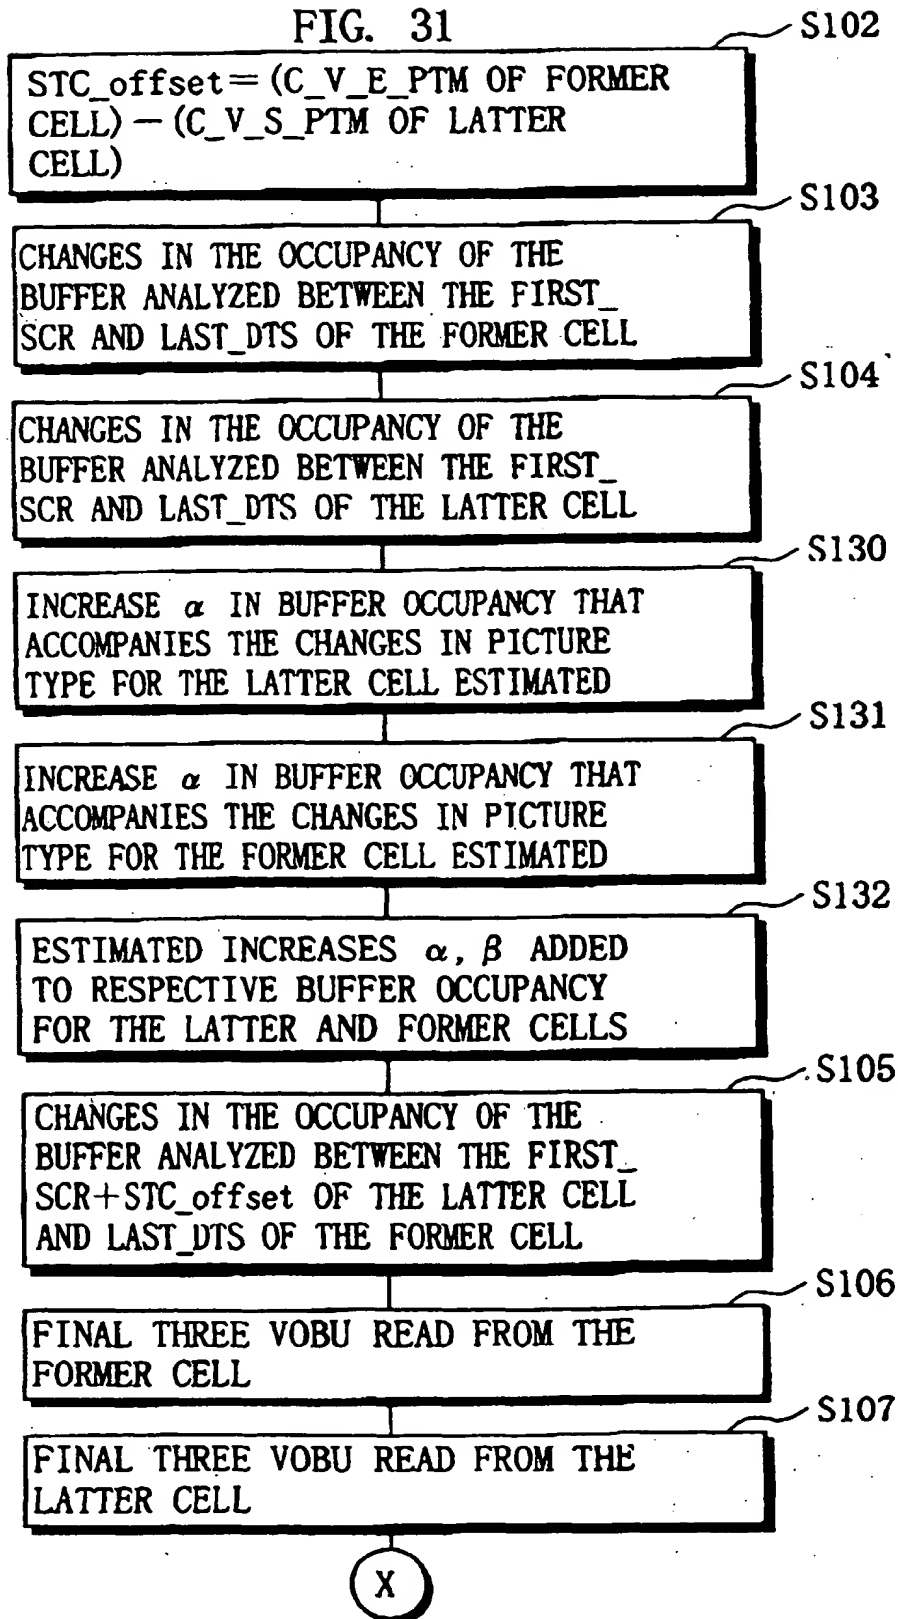 FIG. 31
S102
STC_offset=(C_V_E_PTM OF FORMER
CELL)−(C_V_S_PTM OF LATTER
CELL)
S103
CHANGES IN THE OCCUPANCY OF THE
BUFFER ANALYZED BETWEEN THE FIRST_
SCR AND LAST_DTS OF THE FORMER CELL
S104
CHANGES IN THE OCCUPANCY OF THE
BUFFER ANALYZED BETWEEN THE FIRST_
SCR AND LAST_DTS OF THE LATTER CELL
S130
INCREASE α IN BUFFER OCCUPANCY THAT
ACCOMPANIES THE CHANGES IN PICTURE
TYPE FOR THE LATTER CELL ESTIMATED
S131
INCREASE α IN BUFFER OCCUPANCY THAT
ACCOMPANIES THE CHANGES IN PICTURE
TYPE FOR THE FORMER CELL ESTIMATED
S132
ESTIMATED INCREASES α, β ADDED
TO RESPECTIVE BUFFER OCCUPANCY
FOR THE LATTER AND FORMER CELLS
S105
CHANGES IN THE OCCUPANCY OF THE
BUFFER ANALYZED BETWEEN THE FIRST_
SCR+STC_offset OF THE LATTER CELL
AND LAST_DTS OF THE FORMER CELL
S106
FINAL THREE VOBU READ FROM THE
FORMER CELL
S107
FINAL THREE VOBU READ FROM THE
LATTER CELL
X